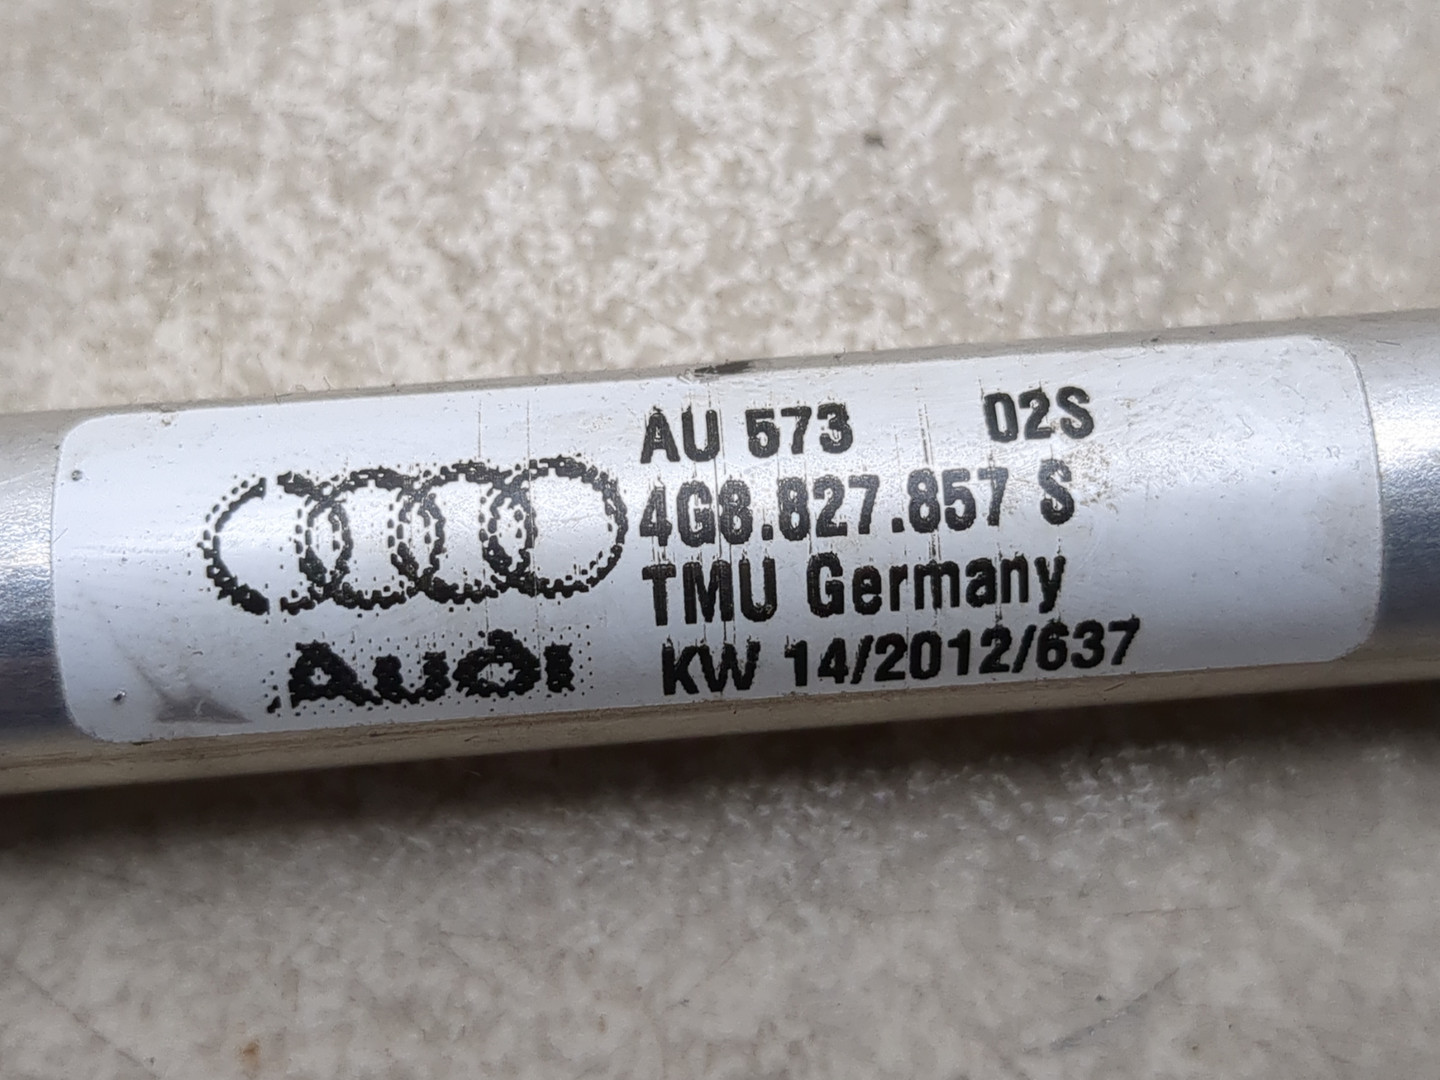 AU 573 02S
4G8.827.857 S
TMU Germany
KW 14/2012/637
Audi